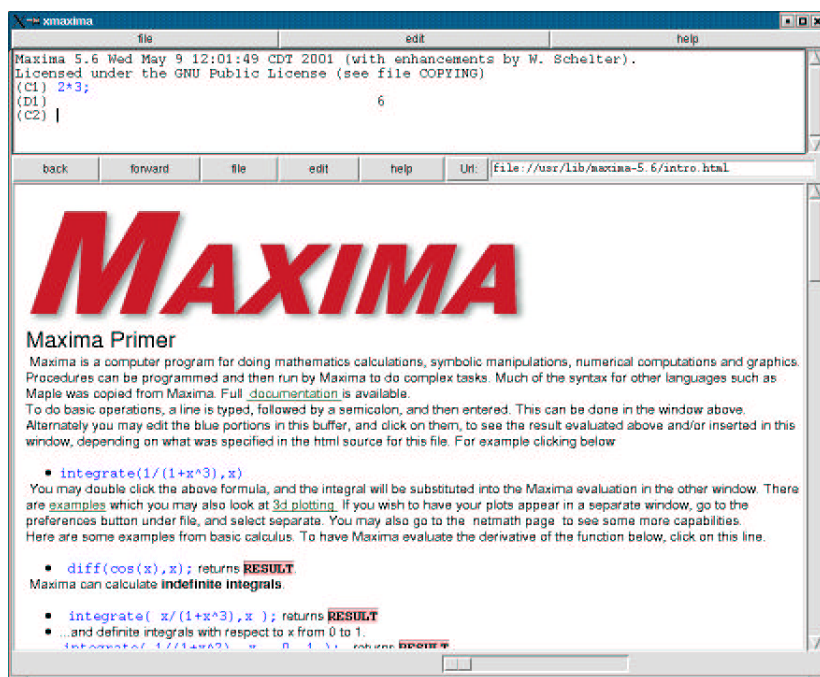 xmaxima
file edit help
Maxima 5.6 Wed May 9 12:01:49 CDT 2001 (with enhancements by W. Schelter).
Licensed under the GNU Public License (see file COPYING)
(C1) 2*3;
(D1) 6
(C2)
back forward file edit help Url: file://usr/lib/maxima-5.6/intro.html
MAXIMA
Maxima Primer
Maxima is a computer program for doing mathematics calculations, symbolic manipulations, numerical computations and graphics.
Procedures can be programmed and then run by Maxima to do complex tasks. Much of the syntax for other languages such as
Maple was copied from Maxima. Full documentation is available.
To do basic operations, a line is typed, followed by a semicolon, and then entered. This can be done in the window above.
Alternately you may edit the blue portions in this buffer, and click on them, to see the result evaluated above and/or inserted in this
window, depending on what was specified in the html source for this file. For example clicking below
• integrate(1/(1+x^3),x)
You may double click the above formula, and the integral will be substituted into the Maxima evaluation in the other window. There
are examples which you may also look at 3d plotting If you wish to have your plots appear in a separate window, go to the
preferences button under file, and select separate. You may also go to the netmath page to see some more capabilities.
Here are some examples from basic calculus. To have Maxima evaluate the derivative of the function below, click on this line.
• diff(cos(x),x); returns RESULT
Maxima can calculate indefinite integrals.
• integrate( x/(1+x^3),x ); returns RESULT
• ...and definite integrals with respect to x from 0 to 1.
integrate( 1/(1+x^2), x, 0, 1 ); returns RESULT